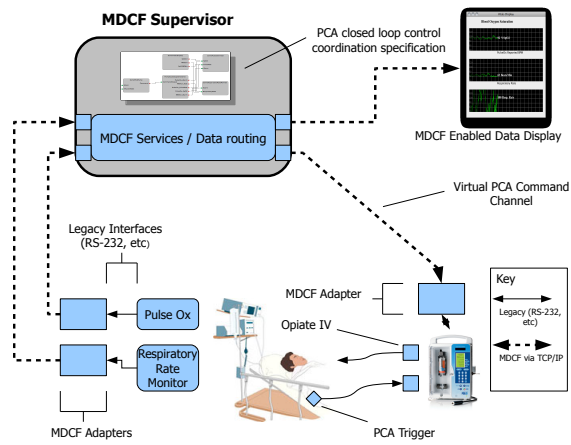 MDCF Supervisor
PCA closed loop control
coordination specification
MDCF Services / Data routing
MDCF Enabled Data Display
Virtual PCA Command
Channel
Legacy Interfaces
(RS-232, etc)
Pulse Ox
Respiratory
Rate
Monitor
MDCF Adapters
MDCF Adapter
Opiate IV
PCA Trigger
Key
Legacy (RS-232,
etc)
MDCF via TCP/IP